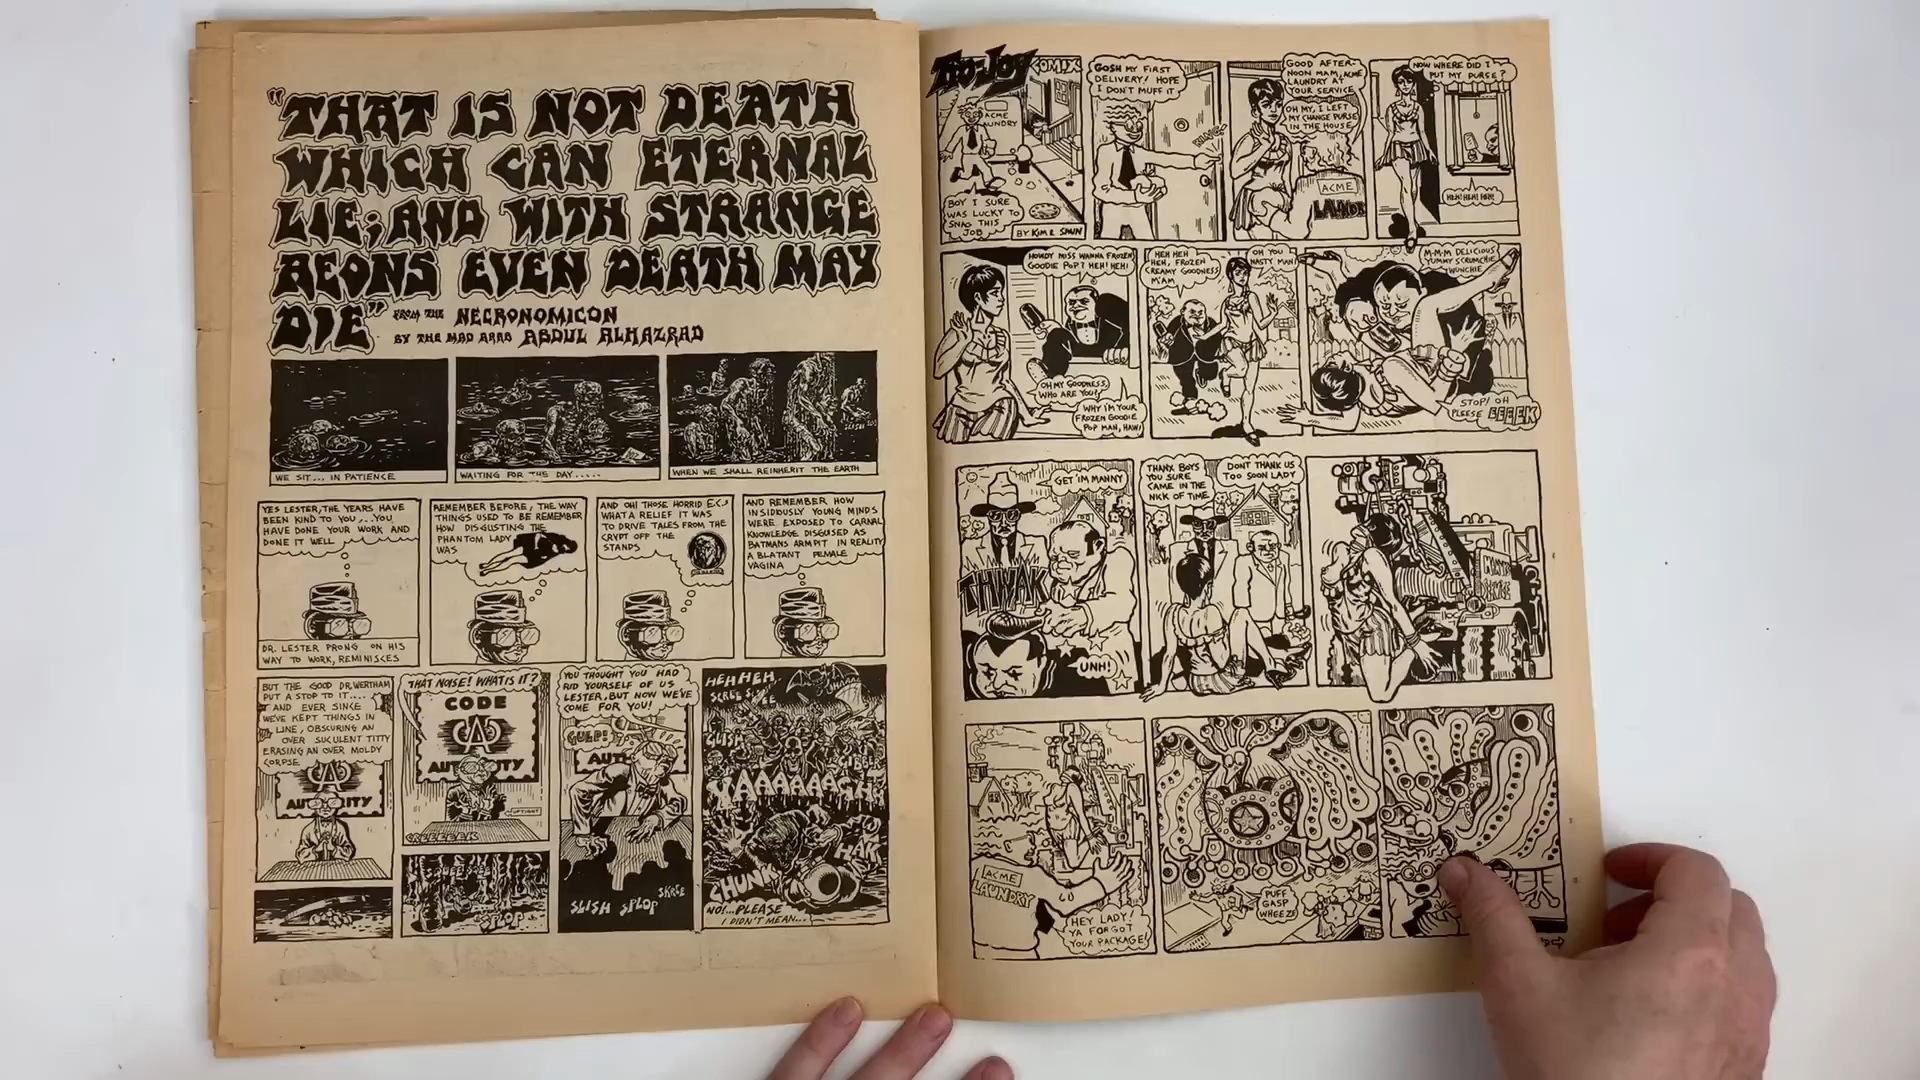 "THAT IS NOT DEATH
WHICH CAN ETERNAL
LIE; AND WITH STRANGE
AEONS EVEN DEATH MAY
DIE"
FROM THE NECRONOMICON
BY THE MAD ARAB ABDUL ALHAZRAD
WE SIT... IN PATIENCE
WAITING FOR THE DAY.....
WHEN WE SHALL REINHERIT THE EARTH
YES LESTER, THE YEARS HAVE
BEEN KIND TO YOU....YOU
HAVE DONE YOUR WORK AND
DONE IT WELL
DR. LESTER PRONG ON HIS
WAY TO WORK, REMINISCES
REMEMBER BEFORE, THE WAY
THINGS USED TO BE REMEMBER
HOW DISGUSTING THE
PHANTOM LADY
WAS
AND OH! THOSE HORRID E.C.S
WHAT A RELIEF IT WAS
TO DRIVE TALES FROM THE
CRYPT OFF THE
STANDS
AND REMEMBER HOW
INSIDIOUSLY YOUNG MINDS
WERE EXPOSED TO CARNAL
KNOWLEDGE DISGUISED AS
BATMANS ARMPIT IN REALITY
A BLATANT FEMALE
VAGINA
BUT THE GOOD DR. WERTHAM
PUT A STOP TO IT....
AND EVER SINCE
WE'VE KEPT THINGS IN
LINE, OBSCURING AN
OVER SUCULENT TITTY
ERASING AN OVER MOLDY
CORPSE
AUTHORITY
THAT NOISE! WHAT IS IT?
CODE
CA
AUTHORITY
UPTIGHT
CREEEEEEK
SPLOP
YOU THOUGHT YOU HAD
RID YOURSELF OF US
LESTER, BUT NOW WE'VE
COME FOR YOU!
GULP!
AUTH
SLISH SPLOP
SKREE
HEH HEH
YAAAAAAGH!
CHUNK
HAK
NO!...PLEASE
I DIDN'T MEAN...
COMIX
ACME
LAUNDRY
BOY I SURE
WAS LUCKY TO
SNAG THIS
JOB
GOSH MY FIRST
DELIVERY! HOPE
I DON'T MUFF IT
RING!
GOOD AFTER-
NOON MAM, ACME
LAUNDRY AT
YOUR SERVICE
OH MY, I LEFT
MY CHANGE PURSE
IN THE HOUSE
ACME
NOW WHERE DID I
PUT MY PURSE?
HEH! HEH! HEH!
HOWDY MISS WANNA FROZEN
GOODIE POP? HEH! HEH!
OH MY GOODNESS,
WHO ARE YOU?
WHY I'M YOUR
FROZEN GOODIE
POP MAN, HAW!
HEH HEH
HEH, FROZEN
CREAMY GOODNESS
M'AM
OH YOU
NASTY MAN!
M-M-M DELICIOUS
YUMMY SCRUMCHIE
MUNCHIE
STOP! OH
PLEESE EEEEK
GET 'IM MANNY
THWAK
UNH!
THANX BOYS
YOU SURE
CAME IN THE
NICK OF TIME
DONT THANK US
TOO SOON LADY
ACME
LAUNDRY
HEY LADY!
YA FORGOT
YOUR PACKAGE!
PUFF
GASP
WHEEZE